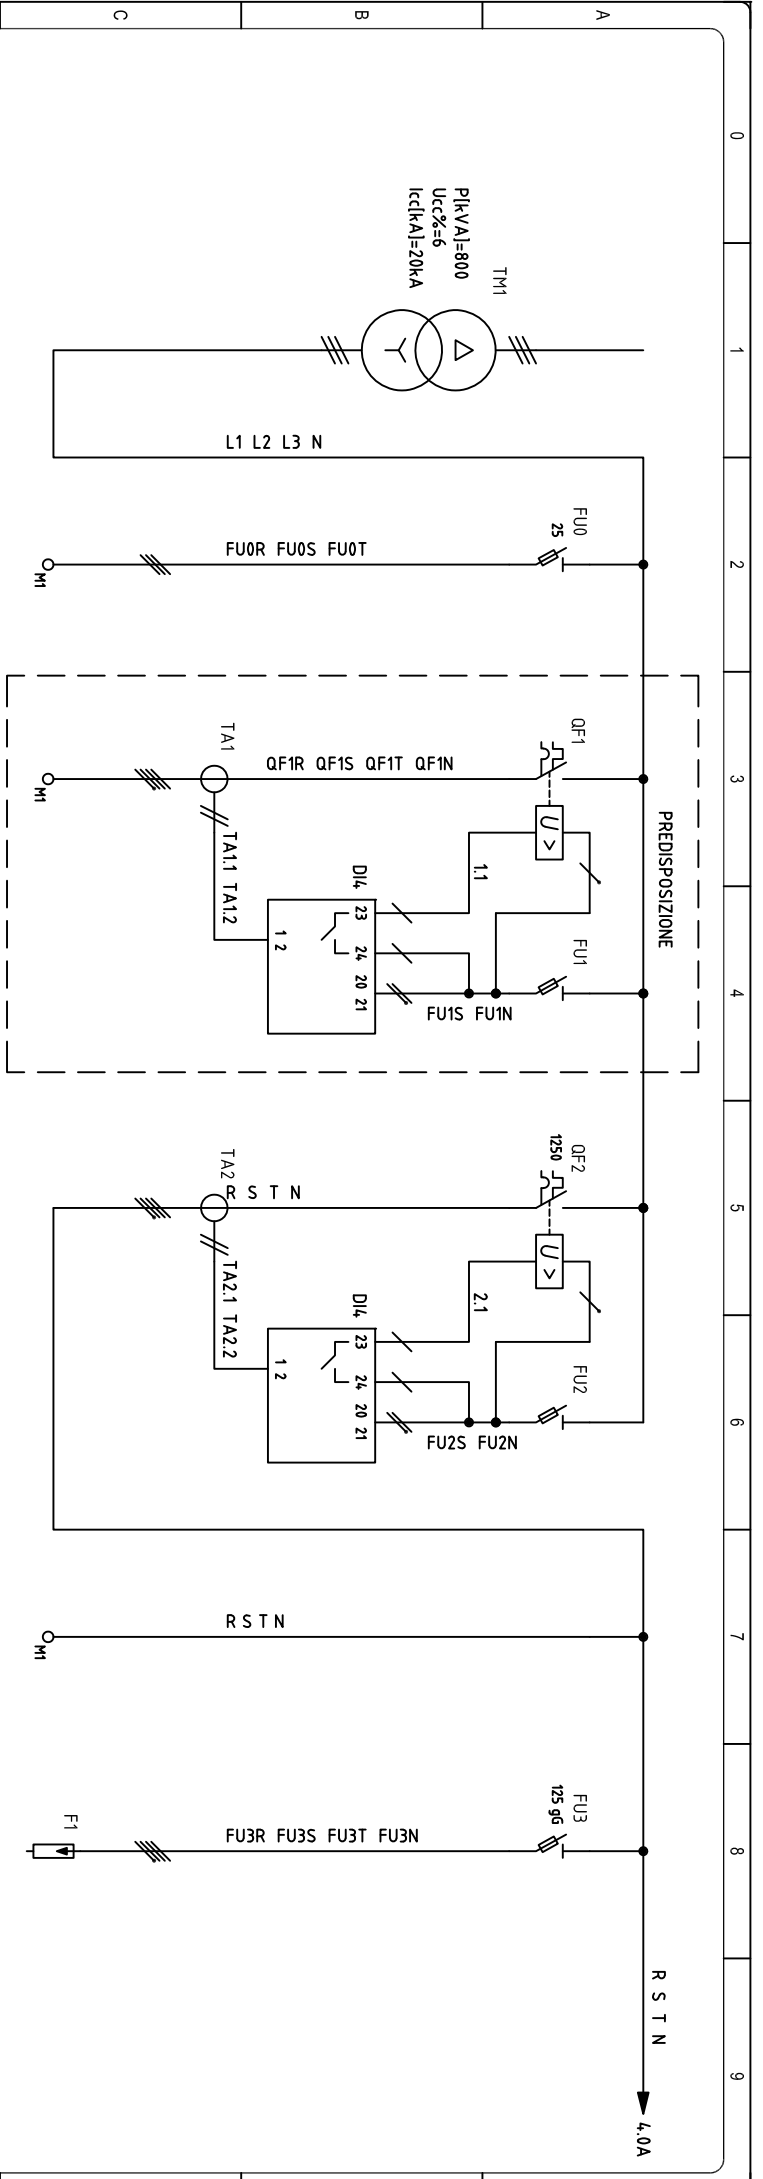 0 1 2 3 4 5 6 7 8 9
A
B
C
TM1
P[kVA]=800
Ucc%=6
Icc[kA]=20kA
L1 L2 L3 N
FU0
25
FU0R FU0S FU0T
M1
PREDISPOSIZIONE
QF1
U >
1.1
QF1R QF1S QF1T QF1N
TA1
TA1.1 TA1.2
M1
FU1
FU1S FU1N
DI4
23 24 20 21
1 2
QF2
1250
U >
2.1
R S T N
TA2
TA2.1 TA2.2
FU2
FU2S FU2N
DI4
23 24 20 21
1 2
R S T N
M1
FU3
125 gG
FU3R FU3S FU3T FU3N
F1
R S T N
4.0A